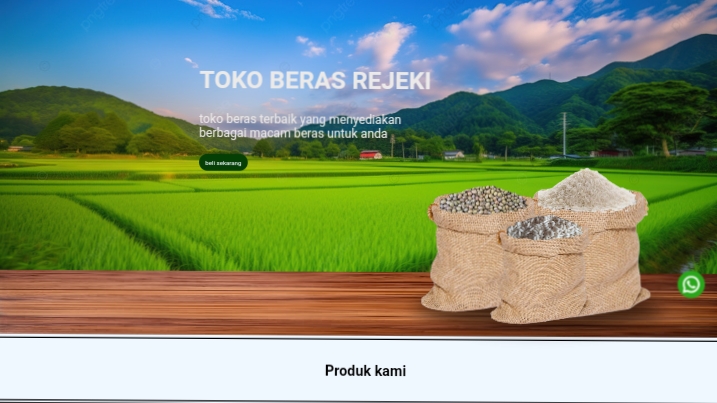 TOKO BERAS REJEKI
toko beras terbaik yang menyediakan
berbagai macam beras untuk anda
beli sekarang
Produk kami